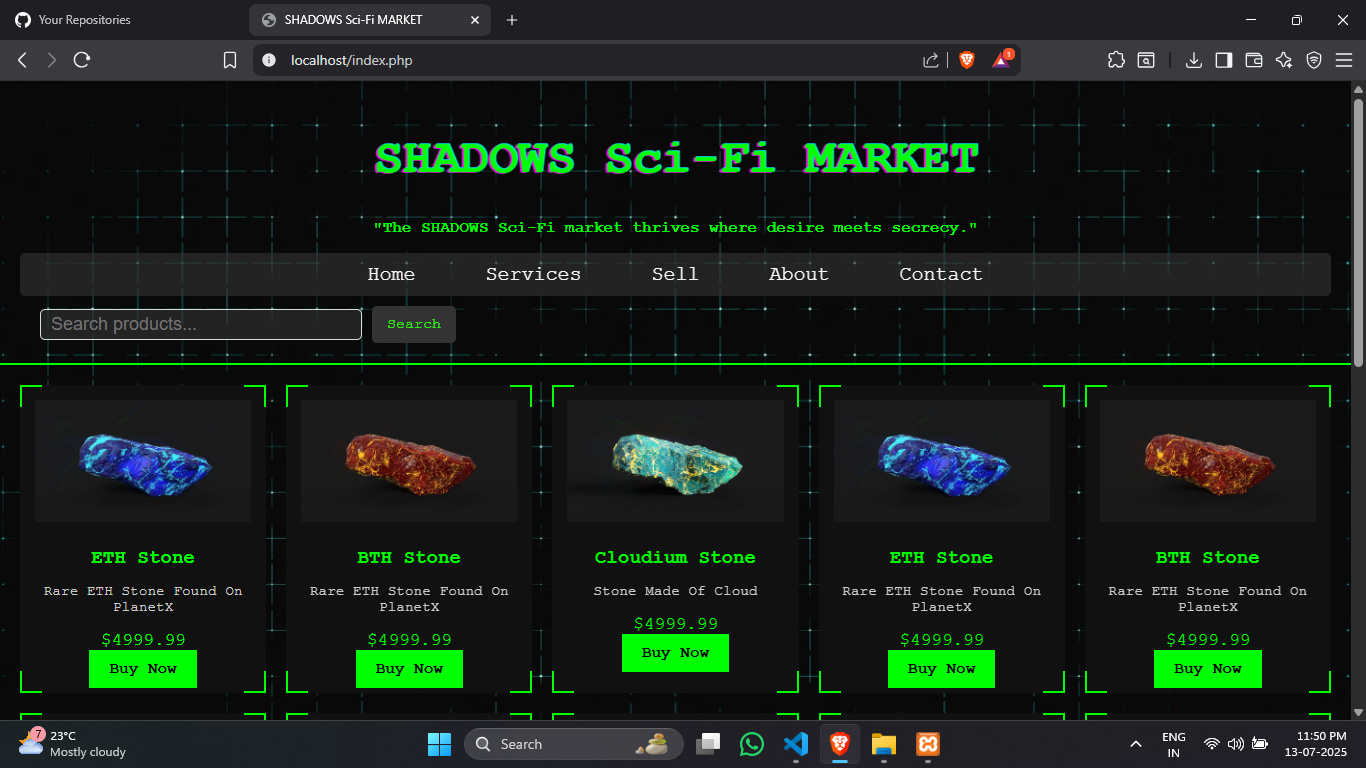 Your Repositories
SHADOWS Sci-Fi MARKET
localhost/index.php
1
SHADOWS Sci-Fi MARKET
"The SHADOWS Sci-Fi market thrives where desire meets secrecy."
Home Services Sell About Contact
Search products...
Search
ETH Stone
Rare ETH Stone Found On
PlanetX
$4999.99
Buy Now
BTH Stone
Rare ETH Stone Found On
PlanetX
$4999.99
Buy Now
Cloudium Stone
Stone Made Of Cloud
$4999.99
Buy Now
ETH Stone
Rare ETH Stone Found On
PlanetX
$4999.99
Buy Now
BTH Stone
Rare ETH Stone Found On
PlanetX
$4999.99
Buy Now
7
23°C
Mostly cloudy
Search
ENG
IN
11:50 PM
13-07-2025